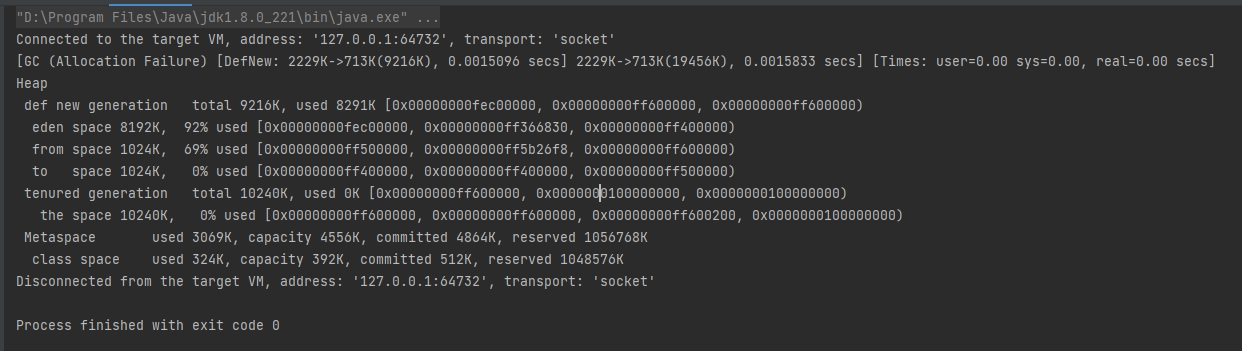 "D:\Program Files\Java\jdk1.8.0_221\bin\java.exe" ...
Connected to the target VM, address: '127.0.0.1:64732', transport: 'socket'
[GC (Allocation Failure) [DefNew: 2229K->713K(9216K), 0.0015096 secs] 2229K->713K(19456K), 0.0015833 secs] [Times: user=0.00 sys=0.00, real=0.00 secs]
Heap
 def new generation   total 9216K, used 8291K [0x00000000fec00000, 0x00000000ff600000, 0x00000000ff600000)
  eden space 8192K,  92% used [0x00000000fec00000, 0x00000000ff366830, 0x00000000ff400000)
  from space 1024K,  69% used [0x00000000ff500000, 0x00000000ff5b26f8, 0x00000000ff600000)
  to   space 1024K,   0% used [0x00000000ff400000, 0x00000000ff400000, 0x00000000ff500000)
 tenured generation   total 10240K, used 0K [0x00000000ff600000, 0x0000000100000000, 0x0000000100000000)
   the space 10240K,   0% used [0x00000000ff600000, 0x00000000ff600000, 0x00000000ff600200, 0x0000000100000000)
 Metaspace       used 3069K, capacity 4556K, committed 4864K, reserved 1056768K
  class space    used 324K, capacity 392K, committed 512K, reserved 1048576K
Disconnected from the target VM, address: '127.0.0.1:64732', transport: 'socket'
Process finished with exit code 0